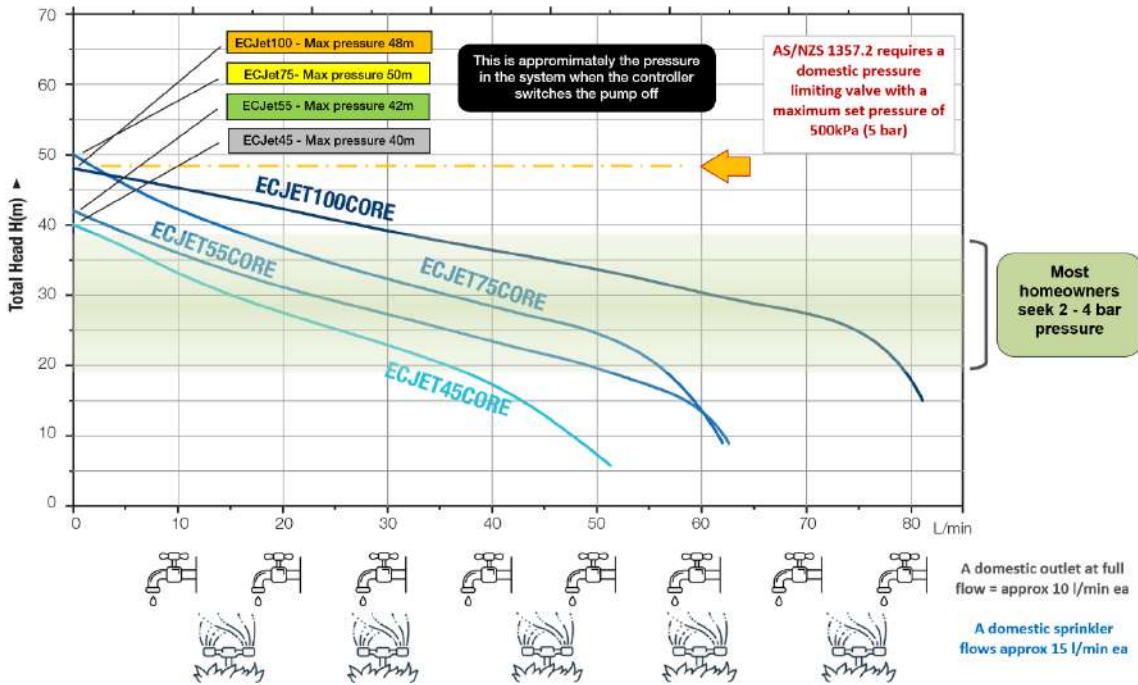 70
60
50
40
30
20
10
0
Total Head H(m) ►
ECJet100 - Max pressure 48m
ECJet75- Max pressure 50m
ECJet55 - Max pressure 42m
ECJet45 - Max pressure 40m
This is appromimately the pressure
in the system when the controller
switches the pump off
AS/NZS 1357.2 requires a
domestic pressure
limiting valve with a
maximum set pressure of
500kPa (5 bar)
ECJET100CORE
ECJET55CORE
ECJET75CORE
ECJET45CORE
Most
homeowners
seek 2 - 4 bar
pressure
0
10
20
30
40
50
60
70
80
L/min
A domestic outlet at full
flow = approx 10 l/min ea
A domestic sprinkler
flows approx 15 l/min ea